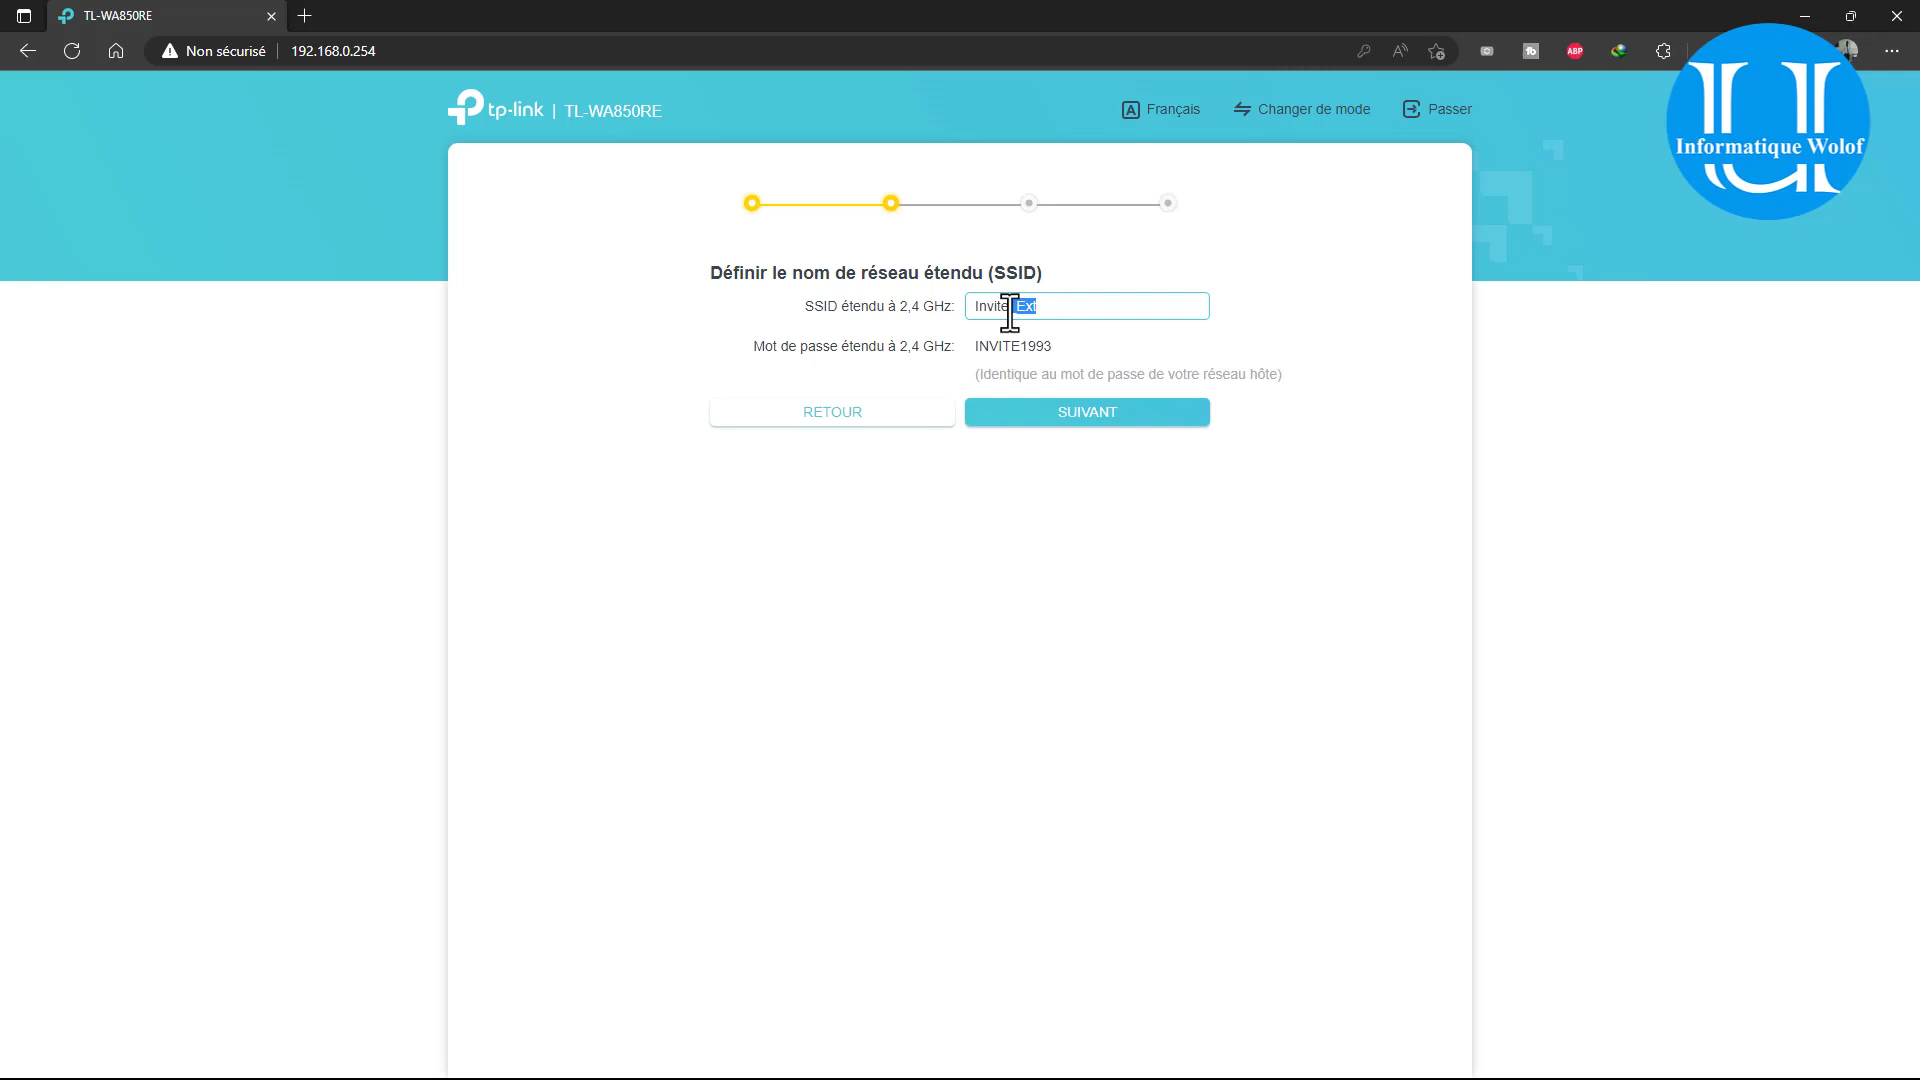 TL-WA850RE
Non sécurisé
192.168.0.254
ABP
tp-link | TL-WA850RE
Français
Changer de mode
Passer
Informatique Wolof
Définir le nom de réseau étendu (SSID)
SSID étendu à 2,4 GHz:
Invite_Ext
Mot de passe étendu à 2,4 GHz:
INVITE1993
(Identique au mot de passe de votre réseau hôte)
RETOUR
SUIVANT